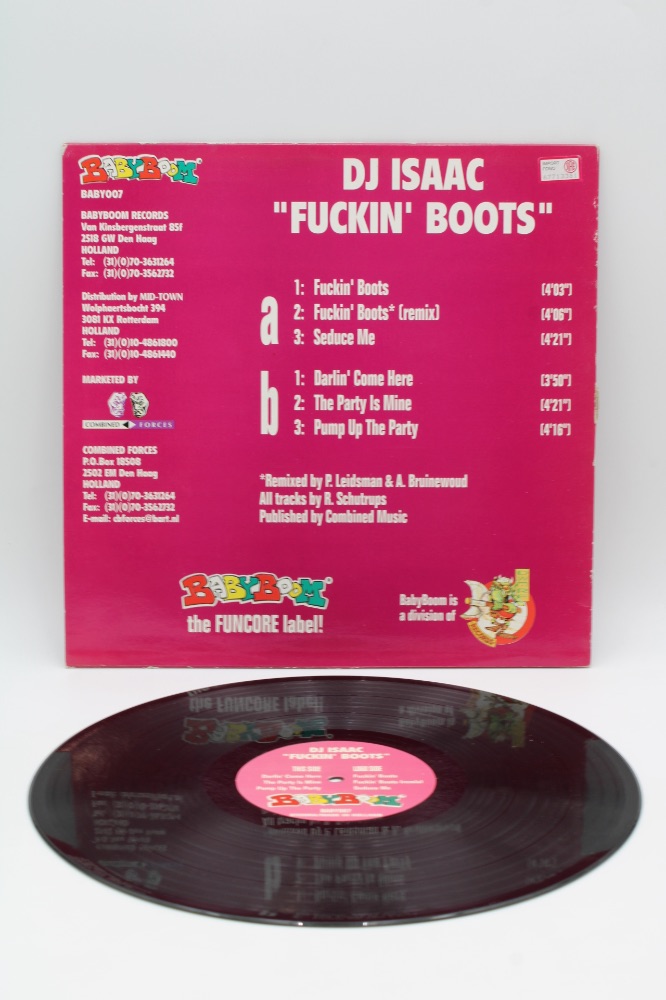 BABYBOOM
BABY007
BABYBOOM RECORDS
Van Kinsbergenstraat 85f
2518 GW Den Haag
HOLLAND
Tel: (31)(0)70-3631264
Fax: (31)(0)70-3562732
Distribution by MID-TOWN
Wolphaertsbocht 394
3081 KX Rotterdam
HOLLAND
Tel: (31)(0)10-4861800
Fax: (31)(0)10-4861440
MARKETED BY
COMBINED FORCES
COMBINED FORCES
P.O.Box 18508
2502 EM Den Haag
HOLLAND
Tel: (31)(0)70-3631264
Fax: (31)(0)70-3562732
E-mail: cbforces@bart.nl
DJ ISAAC
"FUCKIN' BOOTS"
a
1: Fuckin' Boots (4'03")
2: Fuckin' Boots* (remix) (4'06")
3: Seduce Me (4'21")
b
1: Darlin' Come Here (3'50")
2: The Party Is Mine (4'21")
3: Pump Up The Party (4'16")
*Remixed by P. Leidsman & A. Bruinewoud
All tracks by R. Schutrups
Published by Combined Music
BABYBOOM
the FUNCORE label!
BabyBoom is
a division of
DJ ISAAC
"FUCKIN' BOOTS"
THIS SIDE
Darlin' Come Here
The Party Is Mine
Pump Up The Party
Fuckin' Boots
Fuckin' Boots (remix)
Seduce Me
BABYBOOM
BABY007